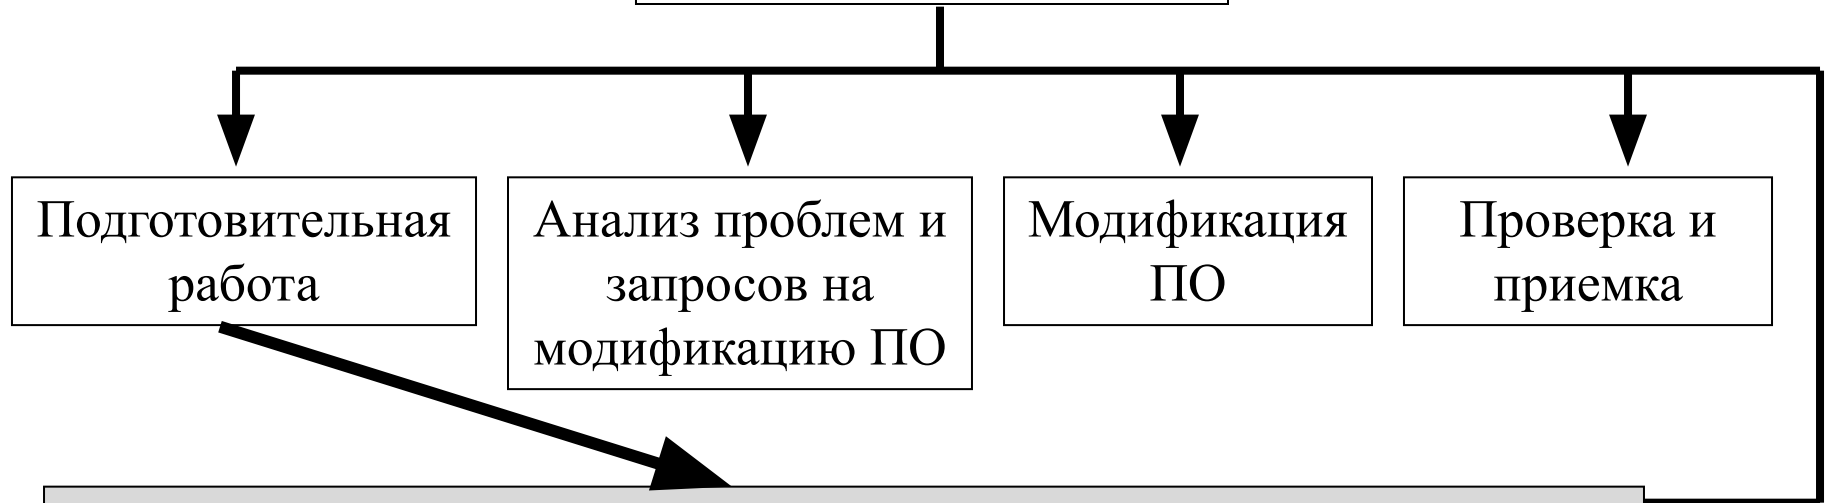 Подготовительная
работа
Анализ проблем и
запросов на
модификацию ПО
Модификация
ПО
Проверка и
приемка